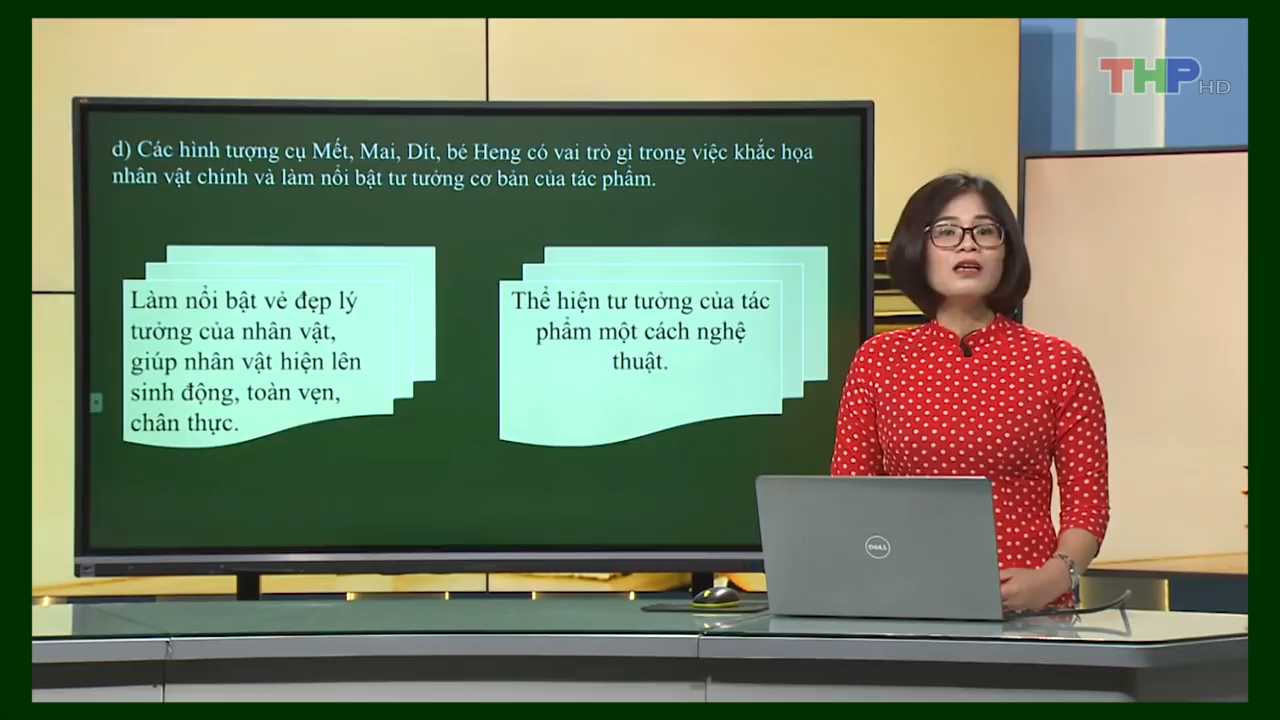 THP HD
d) Các hình tượng cụ Mết, Mai, Dít, bé Heng có vai trò gì trong việc khắc họa
nhân vật chính và làm nổi bật tư tưởng cơ bản của tác phẩm.
Làm nổi bật vẻ đẹp lý
tưởng của nhân vật,
giúp nhân vật hiện lên
sinh động, toàn vẹn,
chân thực.
Thể hiện tư tưởng của tác
phẩm một cách nghệ
thuật.
DELL